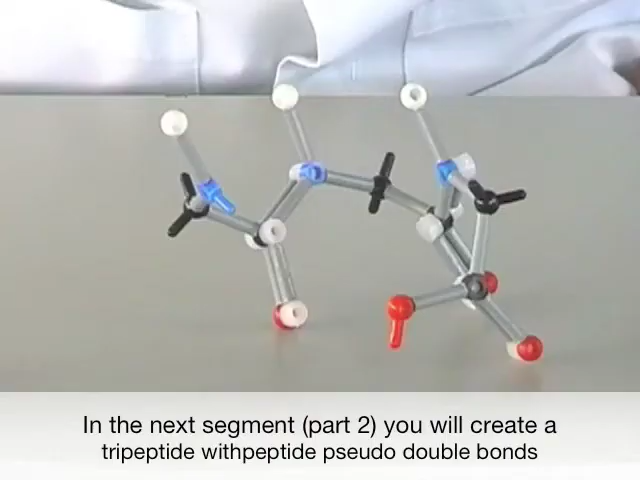 In the next segment (part 2) you will create a
tripeptide withpeptide pseudo double bonds